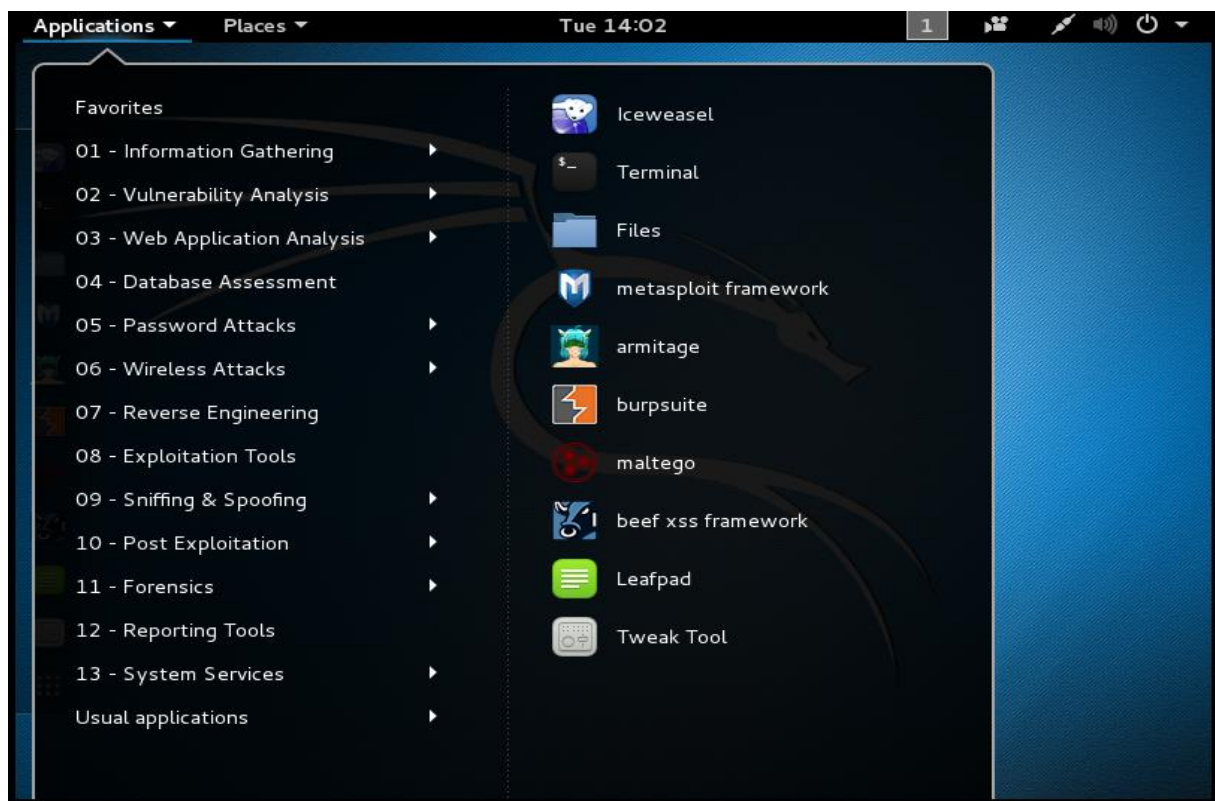 Applications Places Tue 14:02 1
Favorites
01 - Information Gathering
02 - Vulnerability Analysis
03 - Web Application Analysis
04 - Database Assessment
05 - Password Attacks
06 - Wireless Attacks
07 - Reverse Engineering
08 - Exploitation Tools
09 - Sniffing & Spoofing
10 - Post Exploitation
11 - Forensics
12 - Reporting Tools
13 - System Services
Usual applications
Iceweasel
$_
Terminal
Files
M
metasploit framework
armitage
burpsuite
maltego
beef xss framework
Leafpad
Tweak Tool